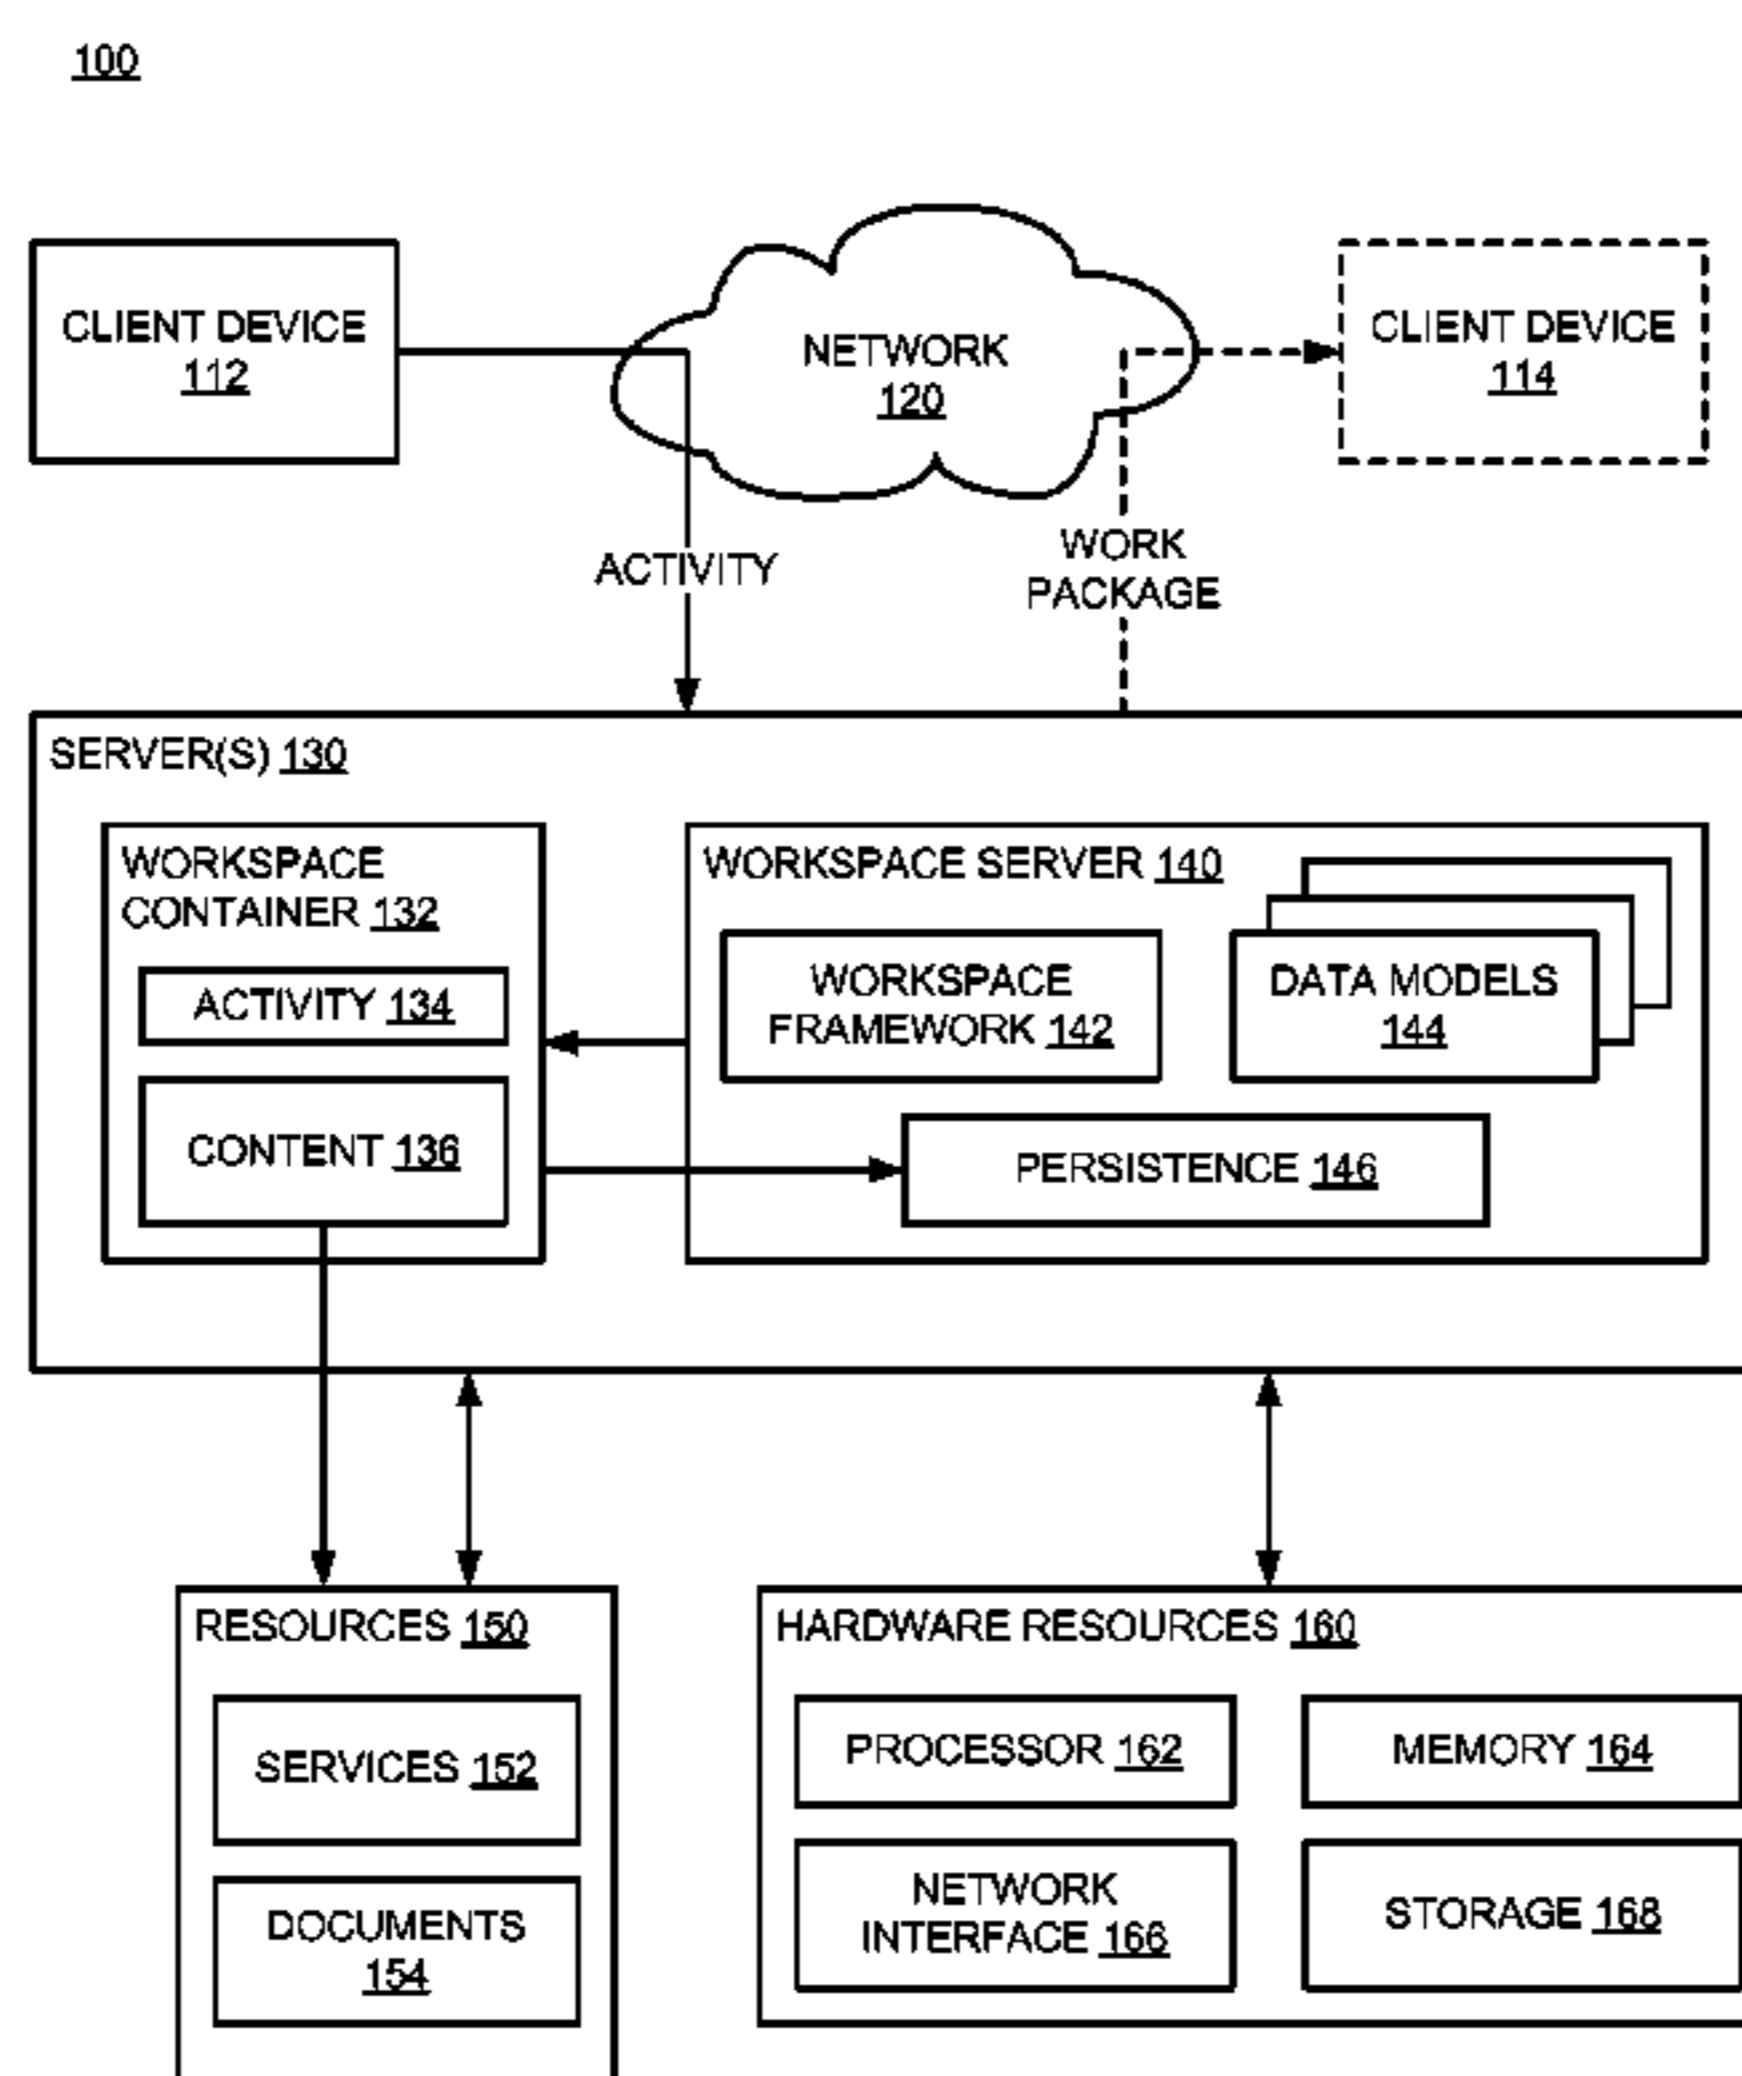 100
CLIENT DEVICE
112
NETWORK
120
CLIENT DEVICE
114
ACTIVITY
WORK
PACKAGE
SERVER(S) 130
WORKSPACE
CONTAINER 132
ACTIVITY 134
CONTENT 136
WORKSPACE SERVER 140
WORKSPACE
FRAMEWORK 142
DATA MODELS
144
PERSISTENCE 146
RESOURCES 150
SERVICES 152
DOCUMENTS
154
HARDWARE RESOURCES 160
PROCESSOR 162
MEMORY 164
NETWORK
INTERFACE 166
STORAGE 168